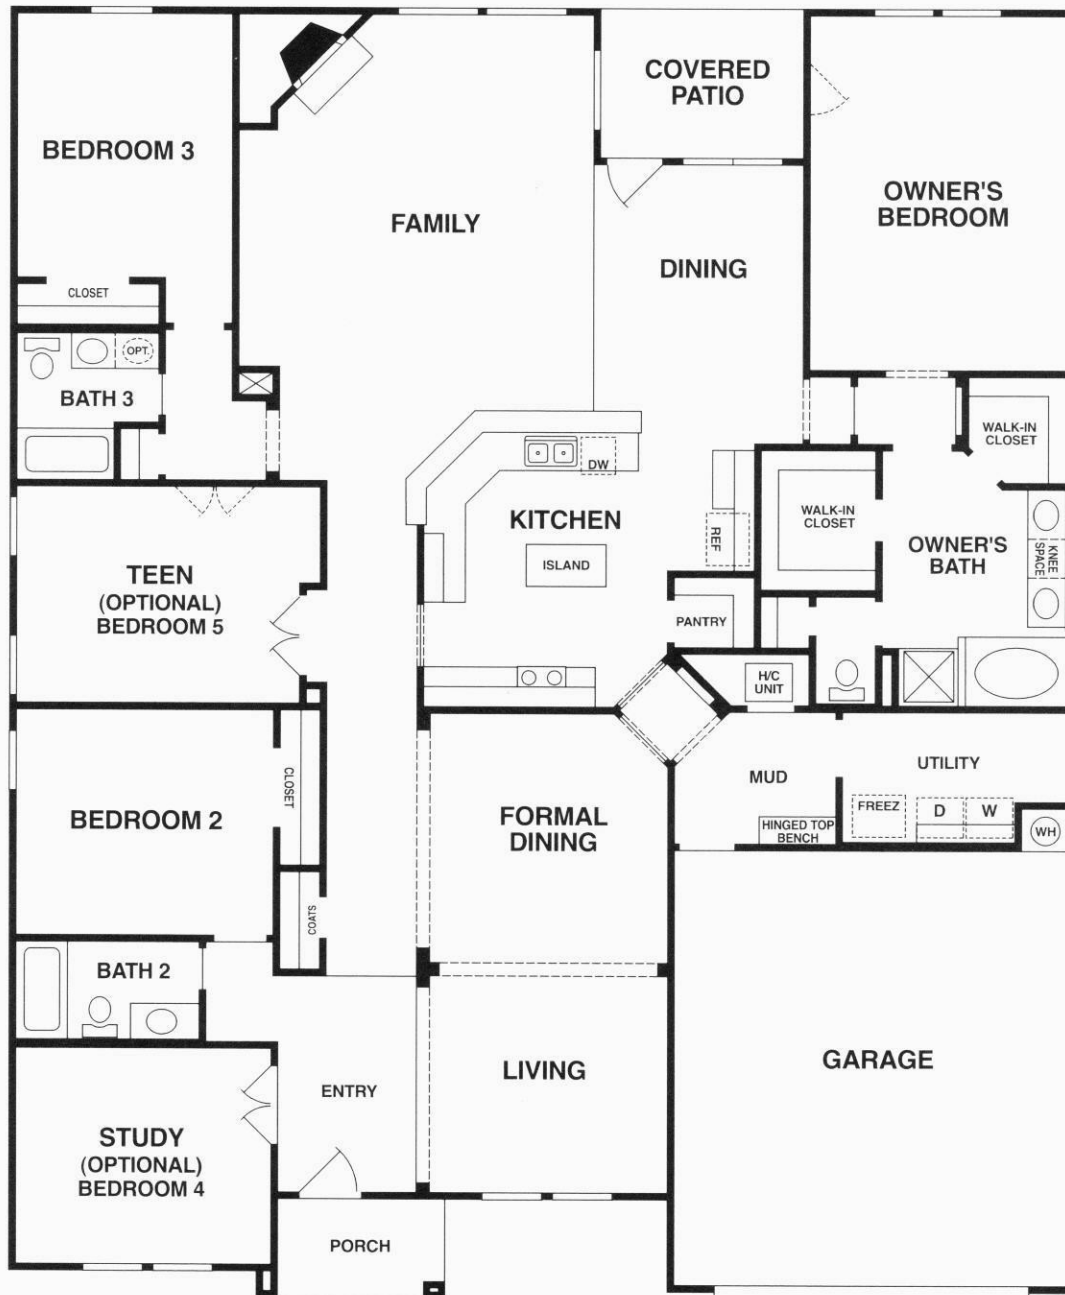 COVERED
PATIO
BEDROOM 3
OWNER'S
BEDROOM
FAMILY
DINING
CLOSET
OPT.
BATH 3
WALK-IN
CLOSET
DW
KITCHEN
REF
ISLAND
WALK-IN
CLOSET
OWNER'S
BATH
KNEE
SPACE
TEEN
(OPTIONAL)
BEDROOM 5
PANTRY
H/C
UNIT
CLOSET
MUD
UTILITY
BEDROOM 2
FORMAL
DINING
FREEZ
D
W
HINGED TOP
BENCH
WH
COATS
BATH 2
LIVING
GARAGE
ENTRY
STUDY
(OPTIONAL)
BEDROOM 4
PORCH